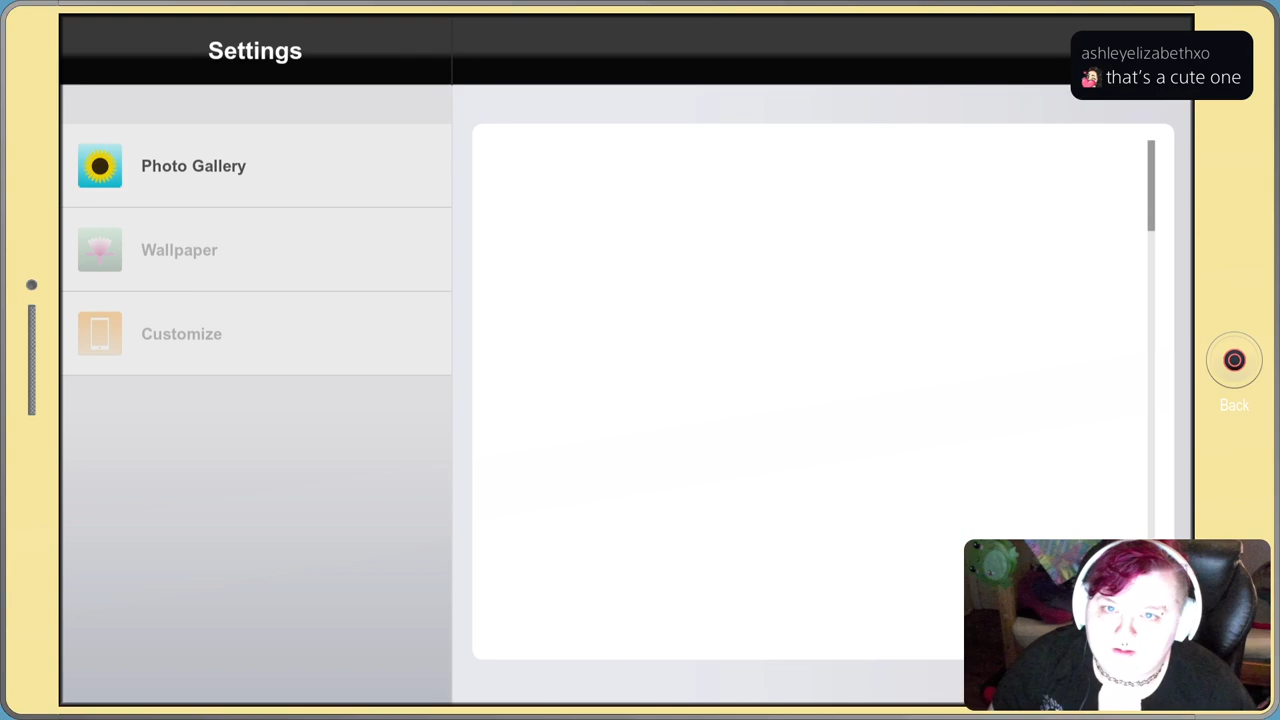 Settings
ashleyelizabethxo
that's a cute one
Photo Gallery
Wallpaper
Customize
Back